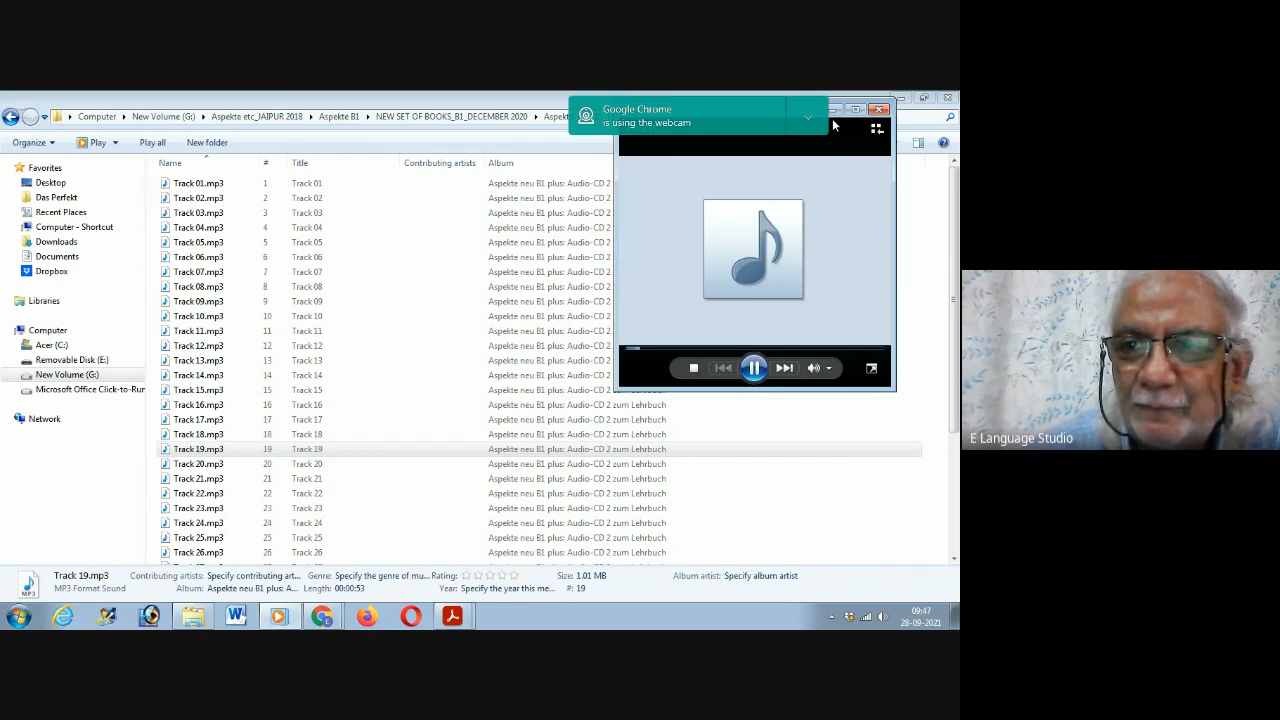 Google Chrome
is using the webcam
Computer New Volume (G:) Aspekte etc_JAIPUR 2018 Aspekte B1 NEW SET OF BOOKS_B1_DECEMBER 2020
Organize Play Play all New folder
Name # Title Contributing artists Album
Favorites
Desktop
Das Perfekt
Recent Places
Computer - Shortcut
Downloads
Documents
Dropbox
Libraries
Computer
Acer (C:)
Removable Disk (E:)
New Volume (G:)
Microsoft Office Click-to-Run
Network
Track 01.mp3 1 Track 01 Aspekte neu B1 plus: Audio-CD 2
Track 02.mp3 2 Track 02 Aspekte neu B1 plus: Audio-CD 2
Track 03.mp3 3 Track 03 Aspekte neu B1 plus: Audio-CD 2
Track 04.mp3 4 Track 04 Aspekte neu B1 plus: Audio-CD 2
Track 05.mp3 5 Track 05 Aspekte neu B1 plus: Audio-CD 2
Track 06.mp3 6 Track 06 Aspekte neu B1 plus: Audio-CD 2
Track 07.mp3 7 Track 07 Aspekte neu B1 plus: Audio-CD 2
Track 08.mp3 8 Track 08 Aspekte neu B1 plus: Audio-CD 2
Track 09.mp3 9 Track 09 Aspekte neu B1 plus: Audio-CD 2
Track 10.mp3 10 Track 10 Aspekte neu B1 plus: Audio-CD 2
Track 11.mp3 11 Track 11 Aspekte neu B1 plus: Audio-CD 2
Track 12.mp3 12 Track 12 Aspekte neu B1 plus: Audio-CD 2
Track 13.mp3 13 Track 13 Aspekte neu B1 plus: Audio-CD 2
Track 14.mp3 14 Track 14 Aspekte neu B1 plus: Audio-CD 2
Track 15.mp3 15 Track 15 Aspekte neu B1 plus: Audio-CD 2 zum Lehrbuch
Track 16.mp3 16 Track 16 Aspekte neu B1 plus: Audio-CD 2 zum Lehrbuch
Track 17.mp3 17 Track 17 Aspekte neu B1 plus: Audio-CD 2 zum Lehrbuch
Track 18.mp3 18 Track 18 Aspekte neu B1 plus: Audio-CD 2 zum Lehrbuch
Track 19.mp3 19 Track 19 Aspekte neu B1 plus: Audio-CD 2 zum Lehrbuch
Track 20.mp3 20 Track 20 Aspekte neu B1 plus: Audio-CD 2 zum Lehrbuch
Track 21.mp3 21 Track 21 Aspekte neu B1 plus: Audio-CD 2 zum Lehrbuch
Track 22.mp3 22 Track 22 Aspekte neu B1 plus: Audio-CD 2 zum Lehrbuch
Track 23.mp3 23 Track 23 Aspekte neu B1 plus: Audio-CD 2 zum Lehrbuch
Track 24.mp3 24 Track 24 Aspekte neu B1 plus: Audio-CD 2 zum Lehrbuch
Track 25.mp3 25 Track 25 Aspekte neu B1 plus: Audio-CD 2 zum Lehrbuch
Track 26.mp3 26 Track 26 Aspekte neu B1 plus: Audio-CD 2 zum Lehrbuch
Track 19.mp3 Contributing artists: Specify contributing art... Genre: Specify the genre of mu... Rating: Size: 1.01 MB Album artist: Specify album artist
MP3 Format Sound Album: Aspekte neu B1 plus: A... Length: 00:00:53 Year: Specify the year this me... #: 19
MP3
09:47
28-09-2021
E Language Studio